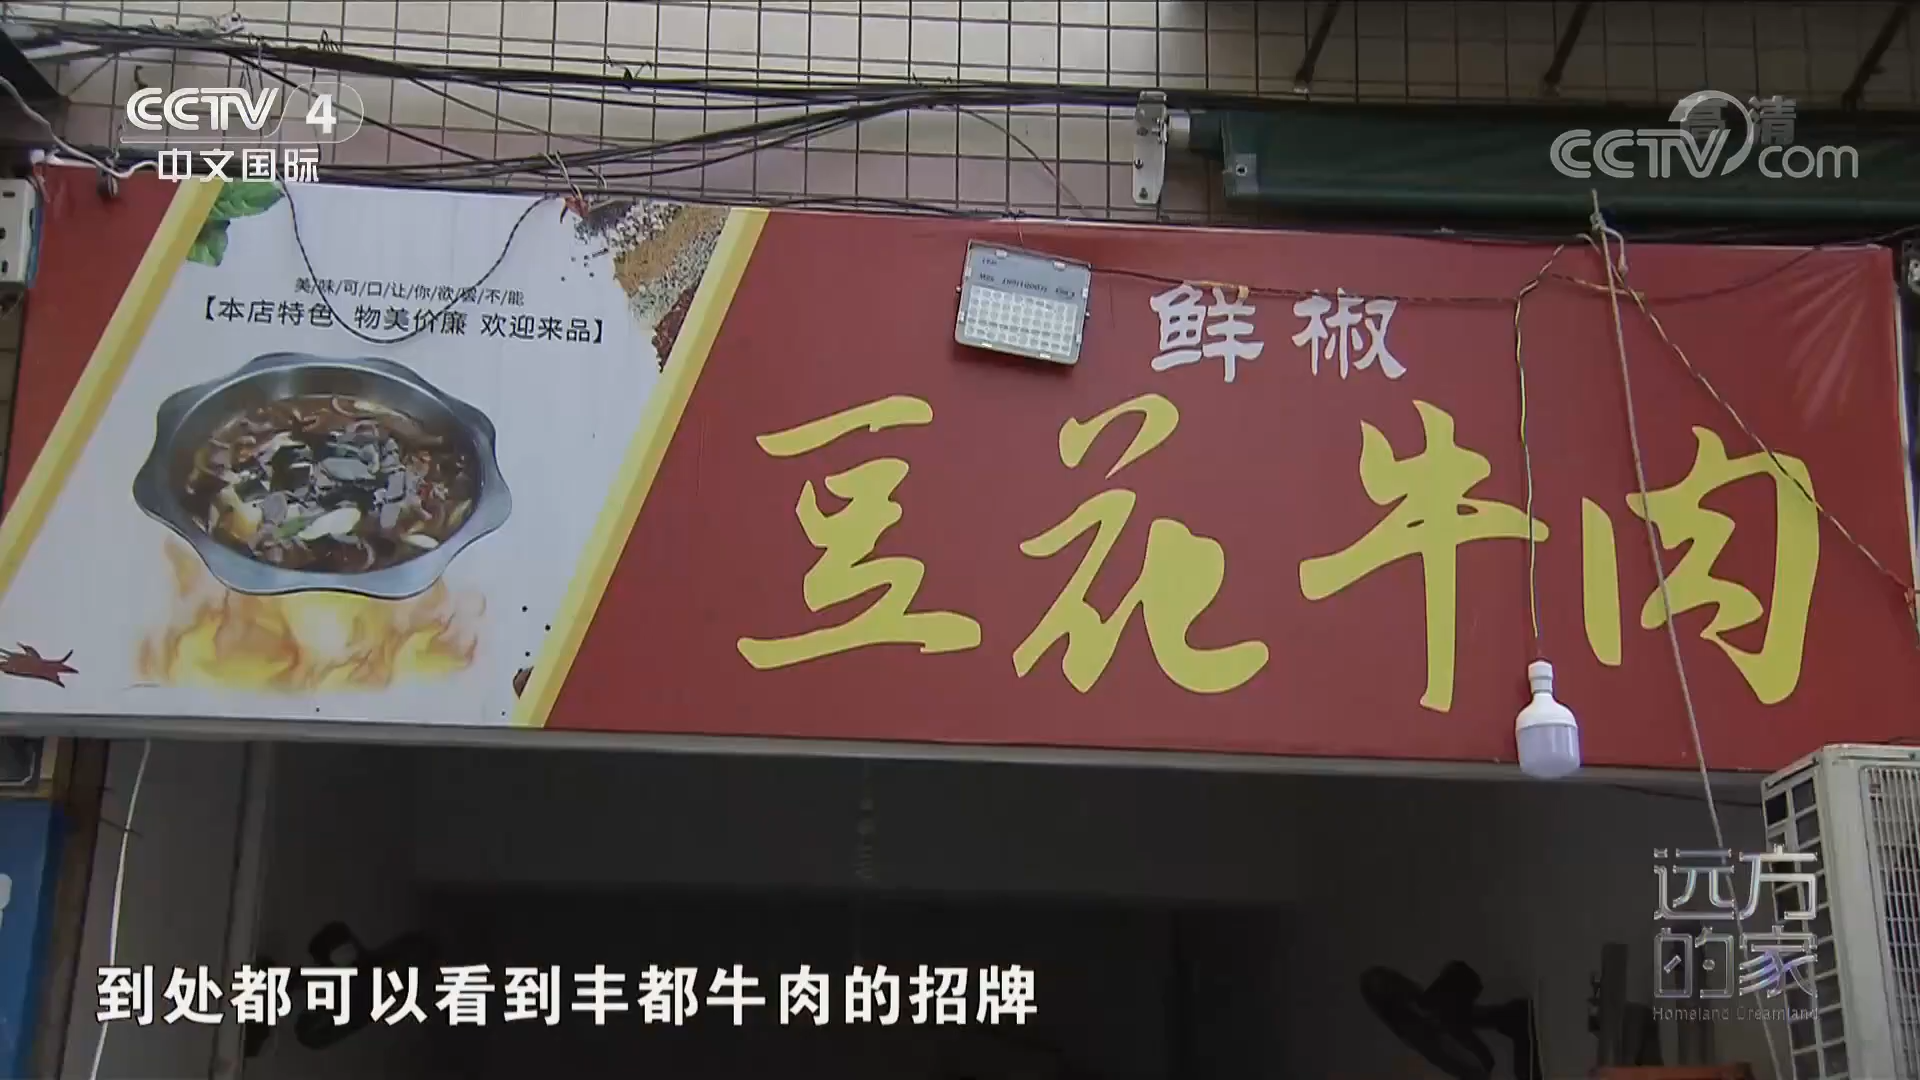 CCTV 4
中文国际
高清
CCTV.com
美/味/可/口/让/你/欲/罢/不/能
【本店特色 物美价廉 欢迎来品】
鲜椒
豆花牛肉
到处都可以看到丰都牛肉的招牌
远方
的家
Homeland Dreamland